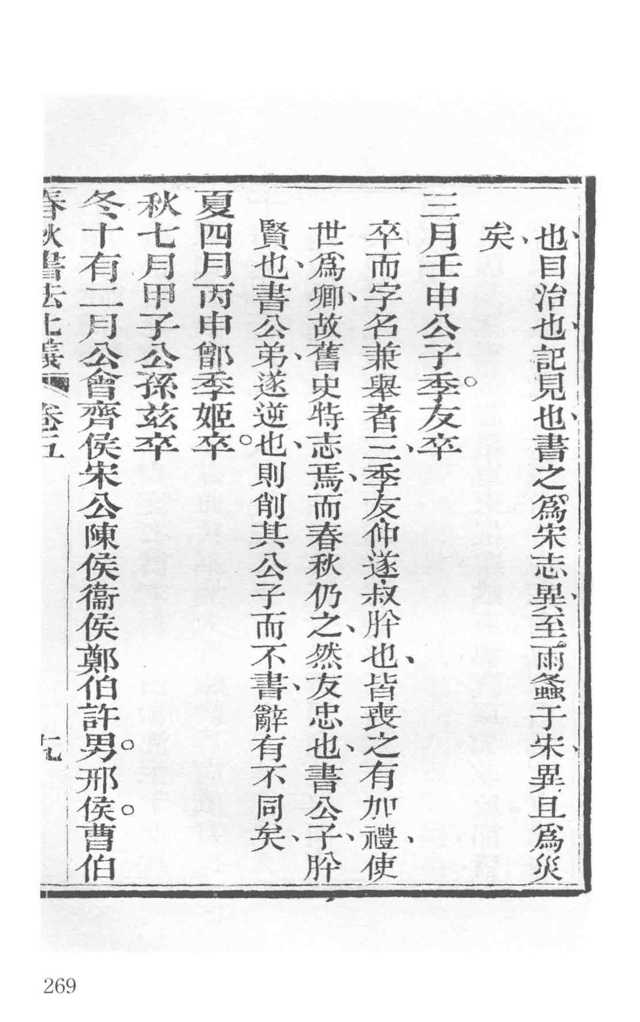 也目治也記見也書之爲宋志異至雨螽于宋異且爲災
矣
三月壬申公子季友卒
卒而字名兼舉者三季友仲遂叔肸也皆喪之有加禮使
世爲卿故舊史特志焉而春秋仍之然友忠也書公子肸
賢也書公弟遂逆也則削其公子而不書辭有不同矣
夏四月丙申鄫季姬卒
秋七月甲子公孫茲卒
冬十有二月公會齊侯宋公陳侯衞侯鄭伯許男邢侯曹伯
春秋書法比義 卷五 九
269